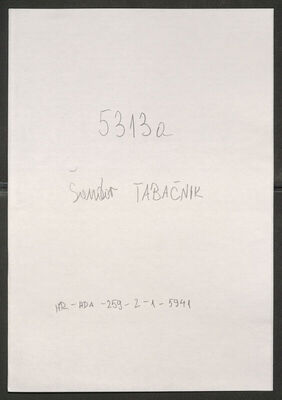 5313a
Šandor TABAČNIK
HR-HDA-259-2-1-5941